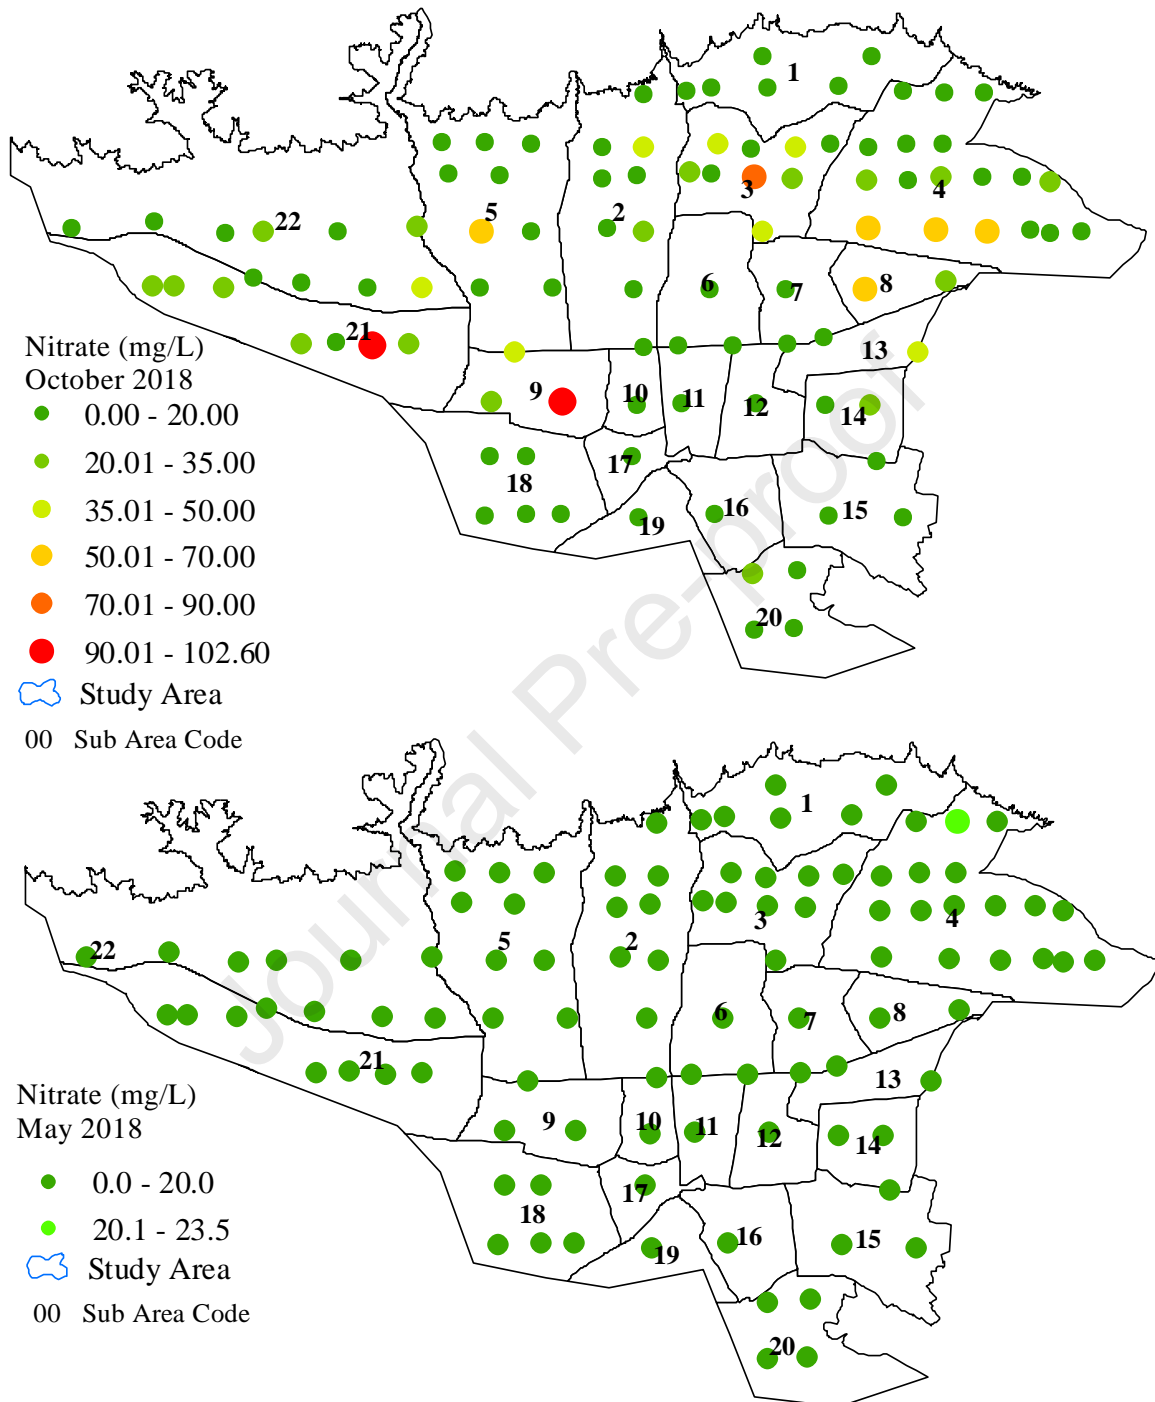 1
3
4
22
5
2
6
7
8
21
Nitrate (mg/L)
October 2018
0.00 - 20.00
20.01 - 35.00
35.01 - 50.00
50.01 - 70.00
70.01 - 90.00
90.01 - 102.60
Study Area
00 Sub Area Code
13
9
10
11
12
14
17
18
19
16
15
20
Journal Pre-proof
1
3
4
22
5
2
6
7
8
21
Nitrate (mg/L)
May 2018
0.0 - 20.0
20.1 - 23.5
Study Area
00 Sub Area Code
13
9
10
11
12
14
17
18
19
16
15
20